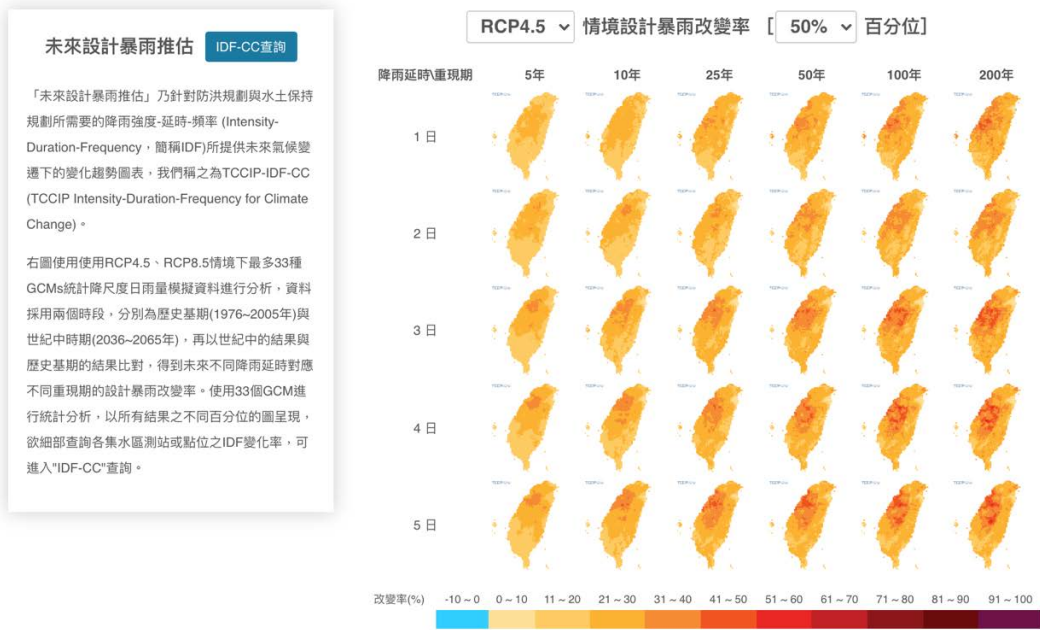 未來設計暴雨推估 IDF-CC查詢
「未來設計暴雨推估」乃針對防洪規劃與水土保持
規劃所需要的降雨強度-延時-頻率 (Intensity-
Duration-Frequency，簡稱IDF)所提供未來氣候變
遷下的變化趨勢圖表，我們稱之為TCCIP-IDF-CC
(TCCIP Intensity-Duration-Frequency for Climate
Change)。
右圖使用使用RCP4.5、RCP8.5情境下最多33種
GCMs統計降尺度日雨量模擬資料進行分析，資料
採用兩個時段，分別為歷史基期(1976~2005年)與
世紀中時期(2036~2065年)，再以世紀中的結果與
歷史基期的結果比對，得到未來不同降雨延時對應
不同重現期的設計暴雨改變率。使用33個GCM進
行統計分析，以所有結果之不同百分位的圖呈現，
欲細部查詢各集水區測站或點位之IDF變化率，可
進入"IDF-CC"查詢。
RCP4.5 情境設計暴雨改變率 [ 50% 百分位]
降雨延時\重現期 5年 10年 25年 50年 100年 200年
1 日
2 日
3 日
4 日
5 日
改變率(%) -10 ~ 0 0 ~ 10 11 ~ 20 21 ~ 30 31 ~ 40 41 ~ 50 51 ~ 60 61 ~ 70 71 ~ 80 81 ~ 90 91 ~ 100